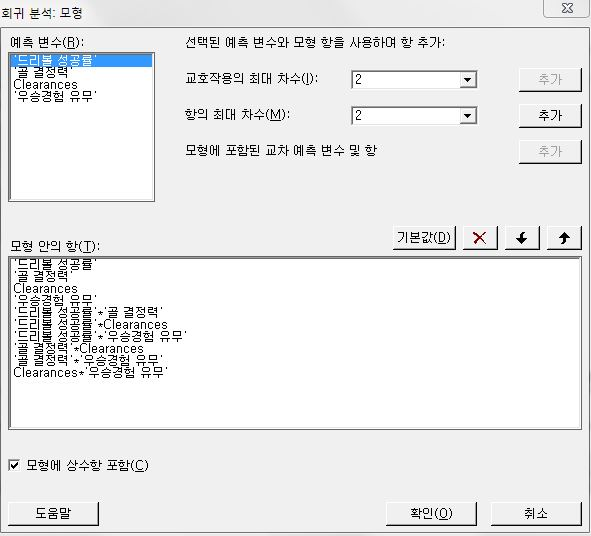 회귀 분석: 모형
예측 변수(R):
'드리볼 성공률'
'골 결정력'
Clearances
'우승경험 유무'
선택된 예측 변수와 모형 항을 사용하여 항 추가:
교호작용의 최대 차수(I):
2
추가
항의 최대 차수(M):
2
추가
모형에 포함된 교차 예측 변수 및 항
추가
모형 안의 항(T):
기본값(D)
'드리볼 성공률'
'골 결정력'
Clearances
'우승경험 유무'
'드리볼 성공률'*'골 결정력'
'드리볼 성공률'*Clearances
'드리볼 성공률'*'우승경험 유무'
'골 결정력'*Clearances
'골 결정력'*'우승경험 유무'
Clearances*'우승경험 유무'
모형에 상수항 포함(C)
도움말
확인(O)
취소